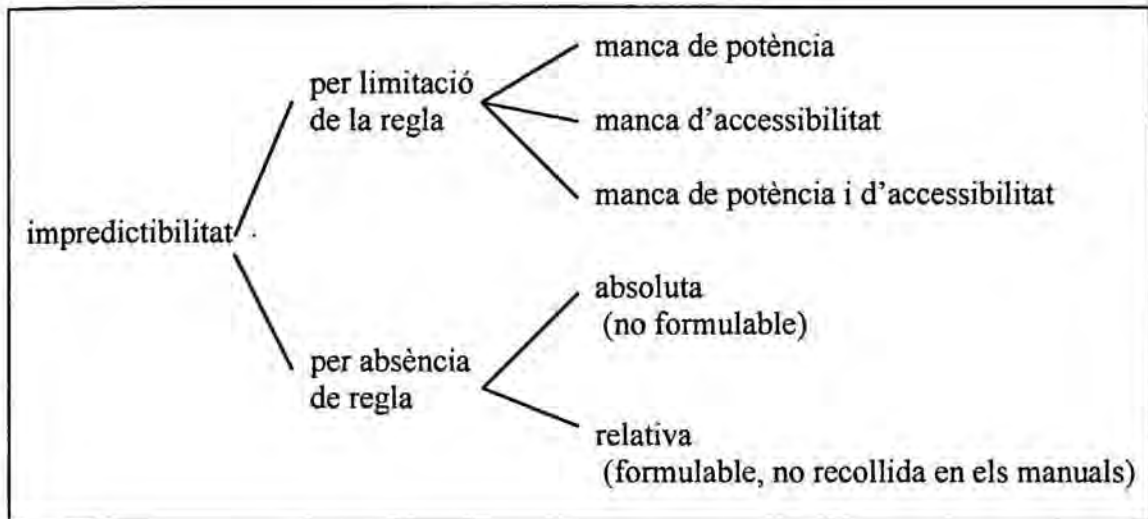 manca de potència
per limitació
de la regla
manca d'accessibilitat
manca de potència i d'accessibilitat
impredictibilitat
absoluta
(no formulable)
per absència
de regla
relativa
(formulable, no recollida en els manuals)